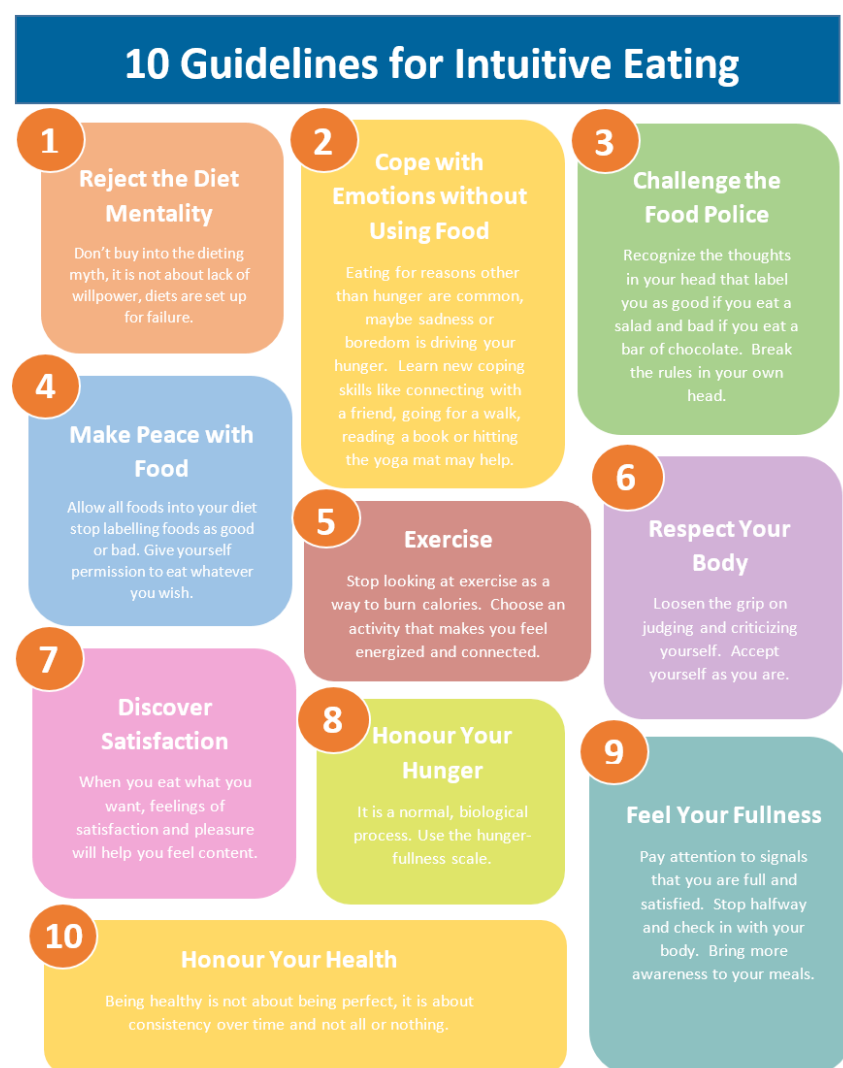 10 Guidelines for Intuitive Eating
1
Reject the Diet
Mentality
Don't buy into the dieting
myth, it is not about lack of
willpower, diets are set up
for failure.
2
Cope with
Emotions without
Using Food
Eating for reasons other
than hunger are common,
maybe sadness or
boredom is driving your
hunger. Learn new coping
skills like connecting with
a friend, going for a walk,
reading a book or hitting
the yoga mat may help.
3
Challenge the
Food Police
Recognize the thoughts
in your head that label
you as good if you eat a
salad and bad if you eat a
bar of chocolate. Break
the rules in your own
head.
4
Make Peace with
Food
Allow all foods into your diet
stop labelling foods as good
or bad. Give yourself
permission to eat whatever
you wish.
5
Exercise
Stop looking at exercise as a
way to burn calories. Choose an
activity that makes you feel
energized and connected.
6
Respect Your
Body
Loosen the grip on
judging and criticizing
yourself. Accept
yourself as you are.
7
Discover
Satisfaction
When you eat what you
want, feelings of
satisfaction and pleasure
will help you feel content.
8
Honour Your
Hunger
It is a normal, biological
process. Use the hunger-
fullness scale.
9
Feel Your Fullness
Pay attention to signals
that you are full and
satisfied. Stop halfway
and check in with your
body. Bring more
awareness to your meals.
10
Honour Your Health
Being healthy is not about being perfect, it is about
consistency over time and not all or nothing.